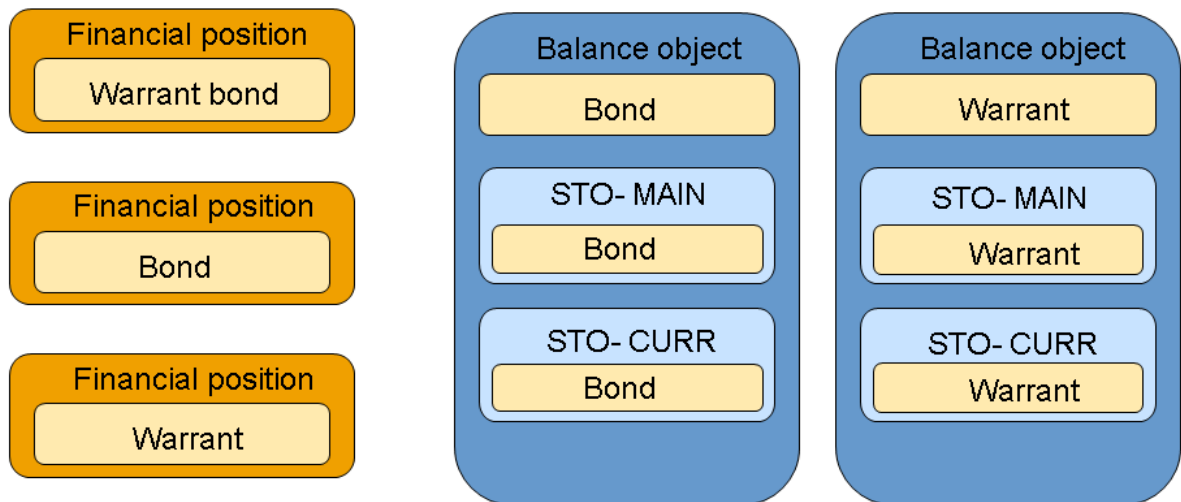 Financial position
Warrant bond
Financial position
Bond
Financial position
Warrant
Balance object
Bond
STO- MAIN
Bond
STO- CURR
Bond
Balance object
Warrant
STO- MAIN
Warrant
STO- CURR
Warrant